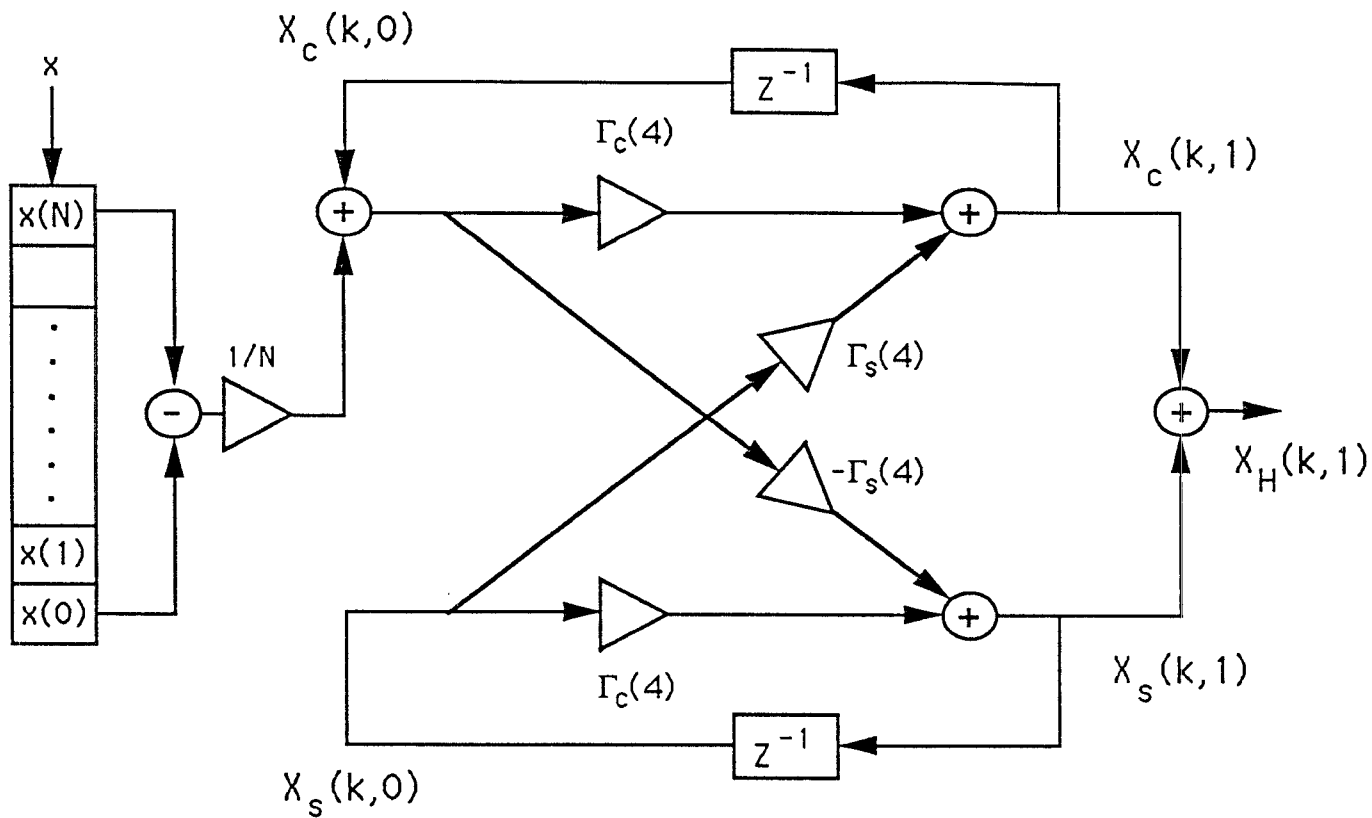 X_c(k,0)
x
Z^{-1}
Γ_c(4)
X_c(k,1)
x(N)
+
+
Γ_s(4)
1/N
-
+
-Γ_s(4)
X_H(k,1)
x(1)
x(0)
+
Γ_c(4)
X_s(k,1)
Z^{-1}
X_s(k,0)